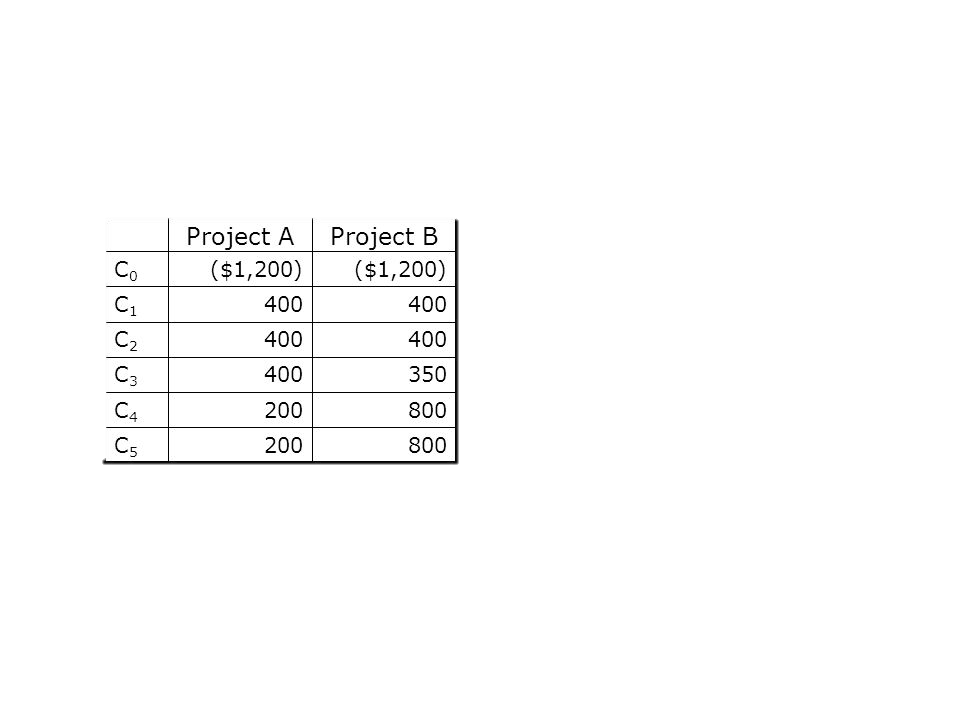 Project A Project B
C₀ ($1,200) ($1,200)
C₁ 400 400
C₂ 400 400
C₃ 400 350
C₄ 200 800
C₅ 200 800